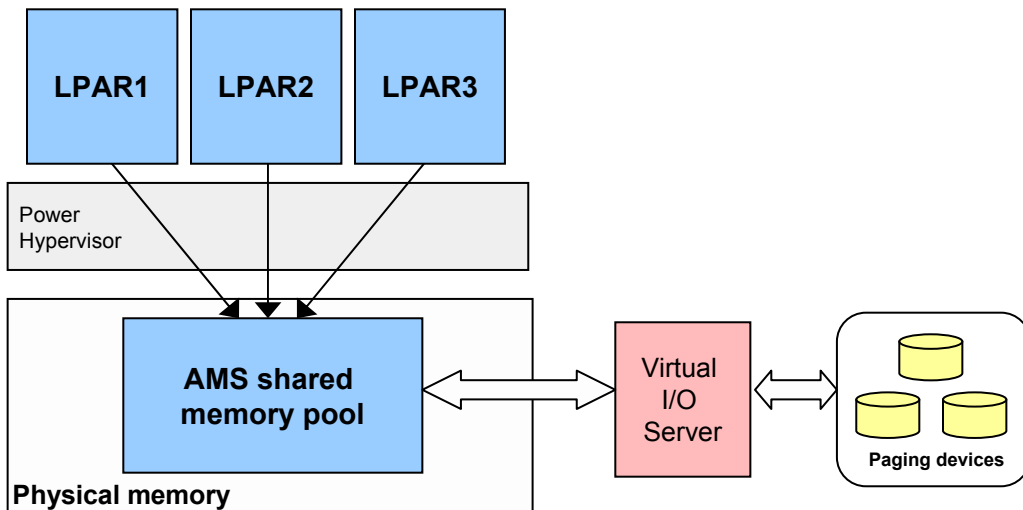 LPAR1
LPAR2
LPAR3
Power
Hypervisor
AMS shared
memory pool
Physical memory
Virtual
I/O
Server
Paging devices